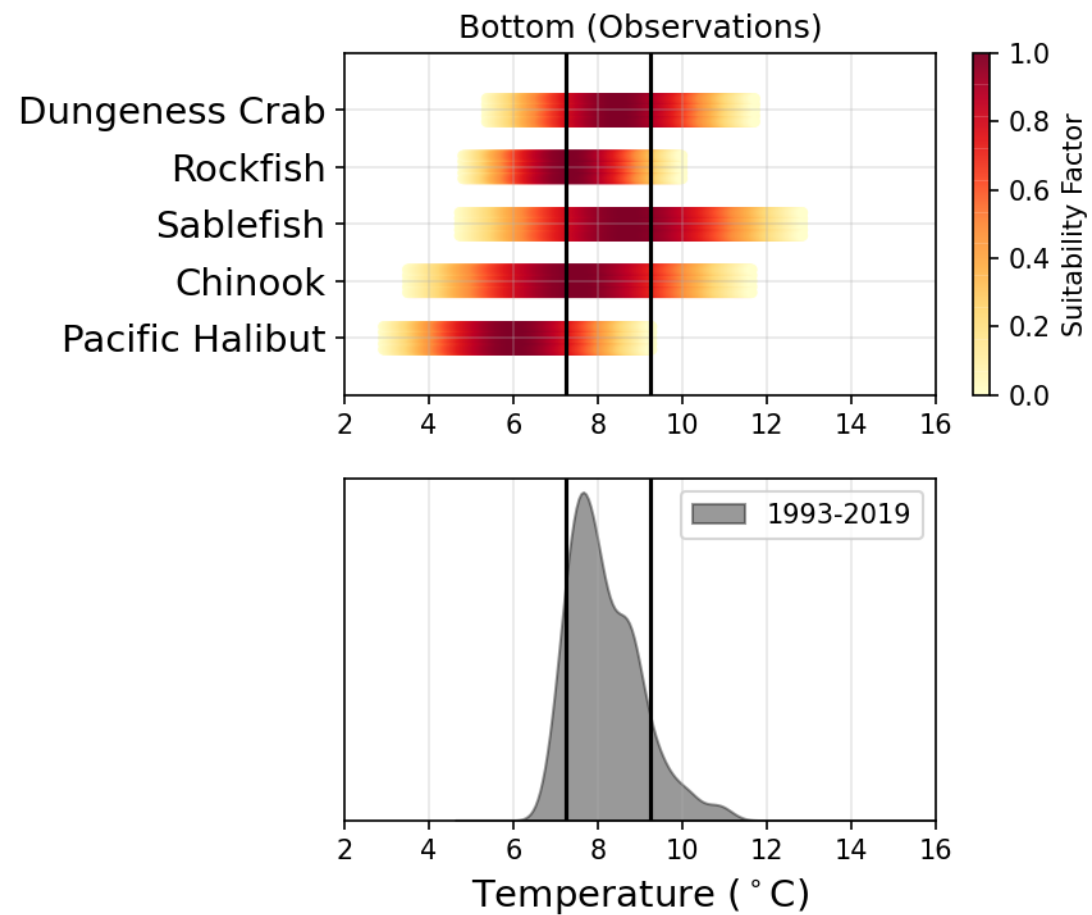 Bottom (Observations)
Dungeness Crab
Rockfish
Sablefish
Chinook
Pacific Halibut
2 4 6 8 10 12 14 16
1.0
0.8
0.6
0.4
0.2
0.0
Suitability Factor
1993-2019
2 4 6 8 10 12 14 16
Temperature (°C)